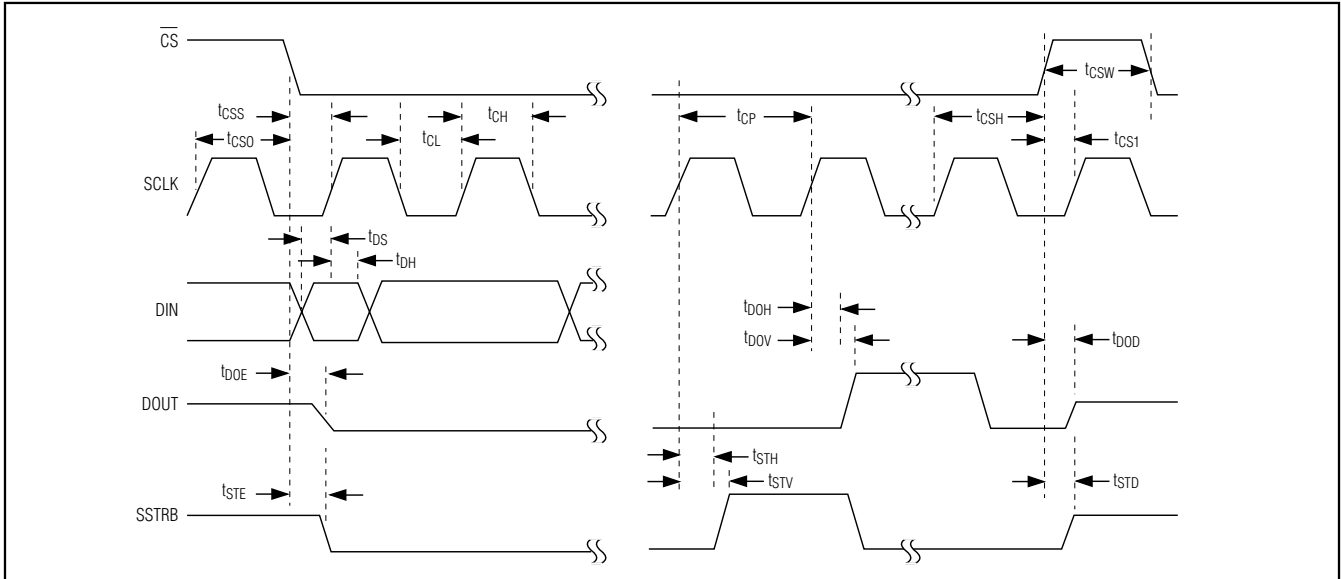 CS
tCSW
tCSS
tCH
tCP
tCSH
tCSO
tCL
tCS1
SCLK
tDS
tDH
DIN
tDOH
tDOV
tDOD
tDOE
DOUT
tSTH
tSTV
tSTE
tSTD
SSTRB